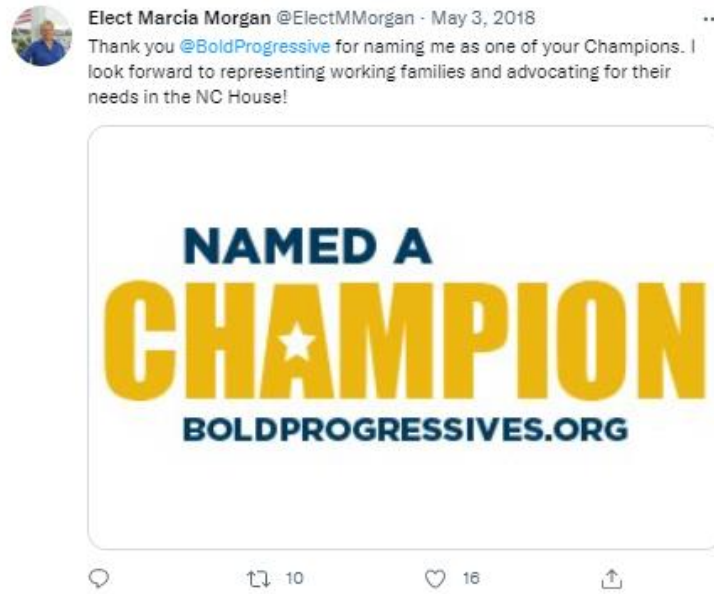 Elect Marcia Morgan @ElectMMorgan · May 3, 2018
Thank you @BoldProgressive for naming me as one of your Champions. I
look forward to representing working families and advocating for their
needs in the NC House!
NAMED A
CHAMPION
BOLDPROGRESSIVES.ORG
10 16